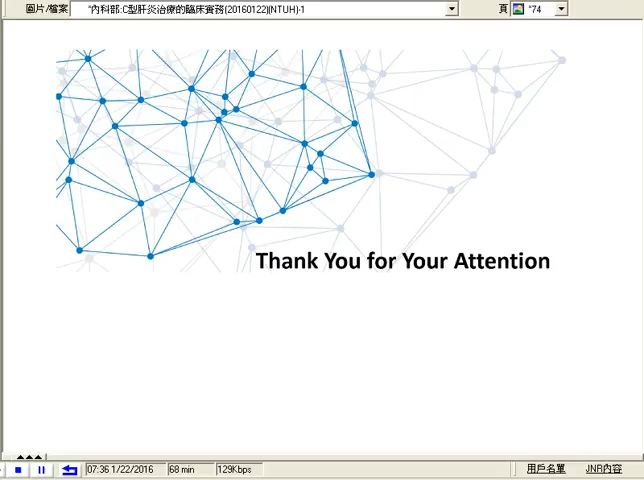 圖片/檔案 *內科部:C型肝炎治療的臨床實務(20160122)(NTUH)-1 頁 *74
Thank You for Your Attention
07:36 1/22/2016 68 min 129Kbps 用戶名單 JNR內容